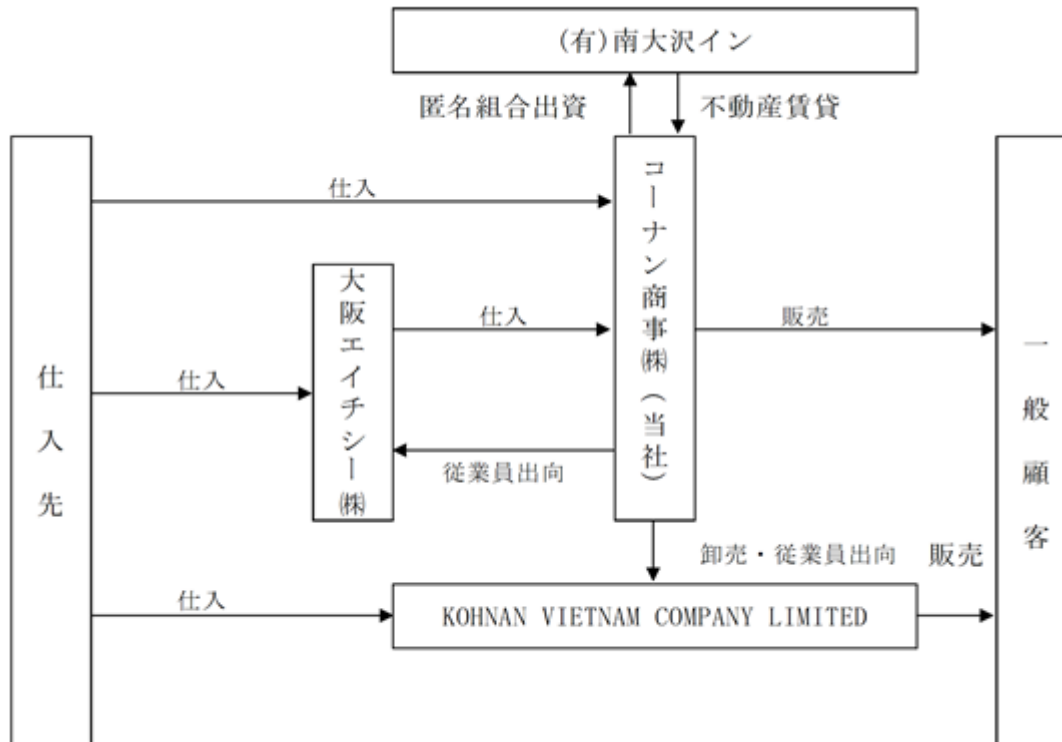 (有)南大沢イン
匿名組合出資
不動産賃貸
仕入先
仕入
コーナン商事㈱(当社)
大阪エイチシー㈱
仕入
販売
一般顧客
仕入
従業員出向
卸売・従業員出向
販売
仕入
KOHNAN VIETNAM COMPANY LIMITED